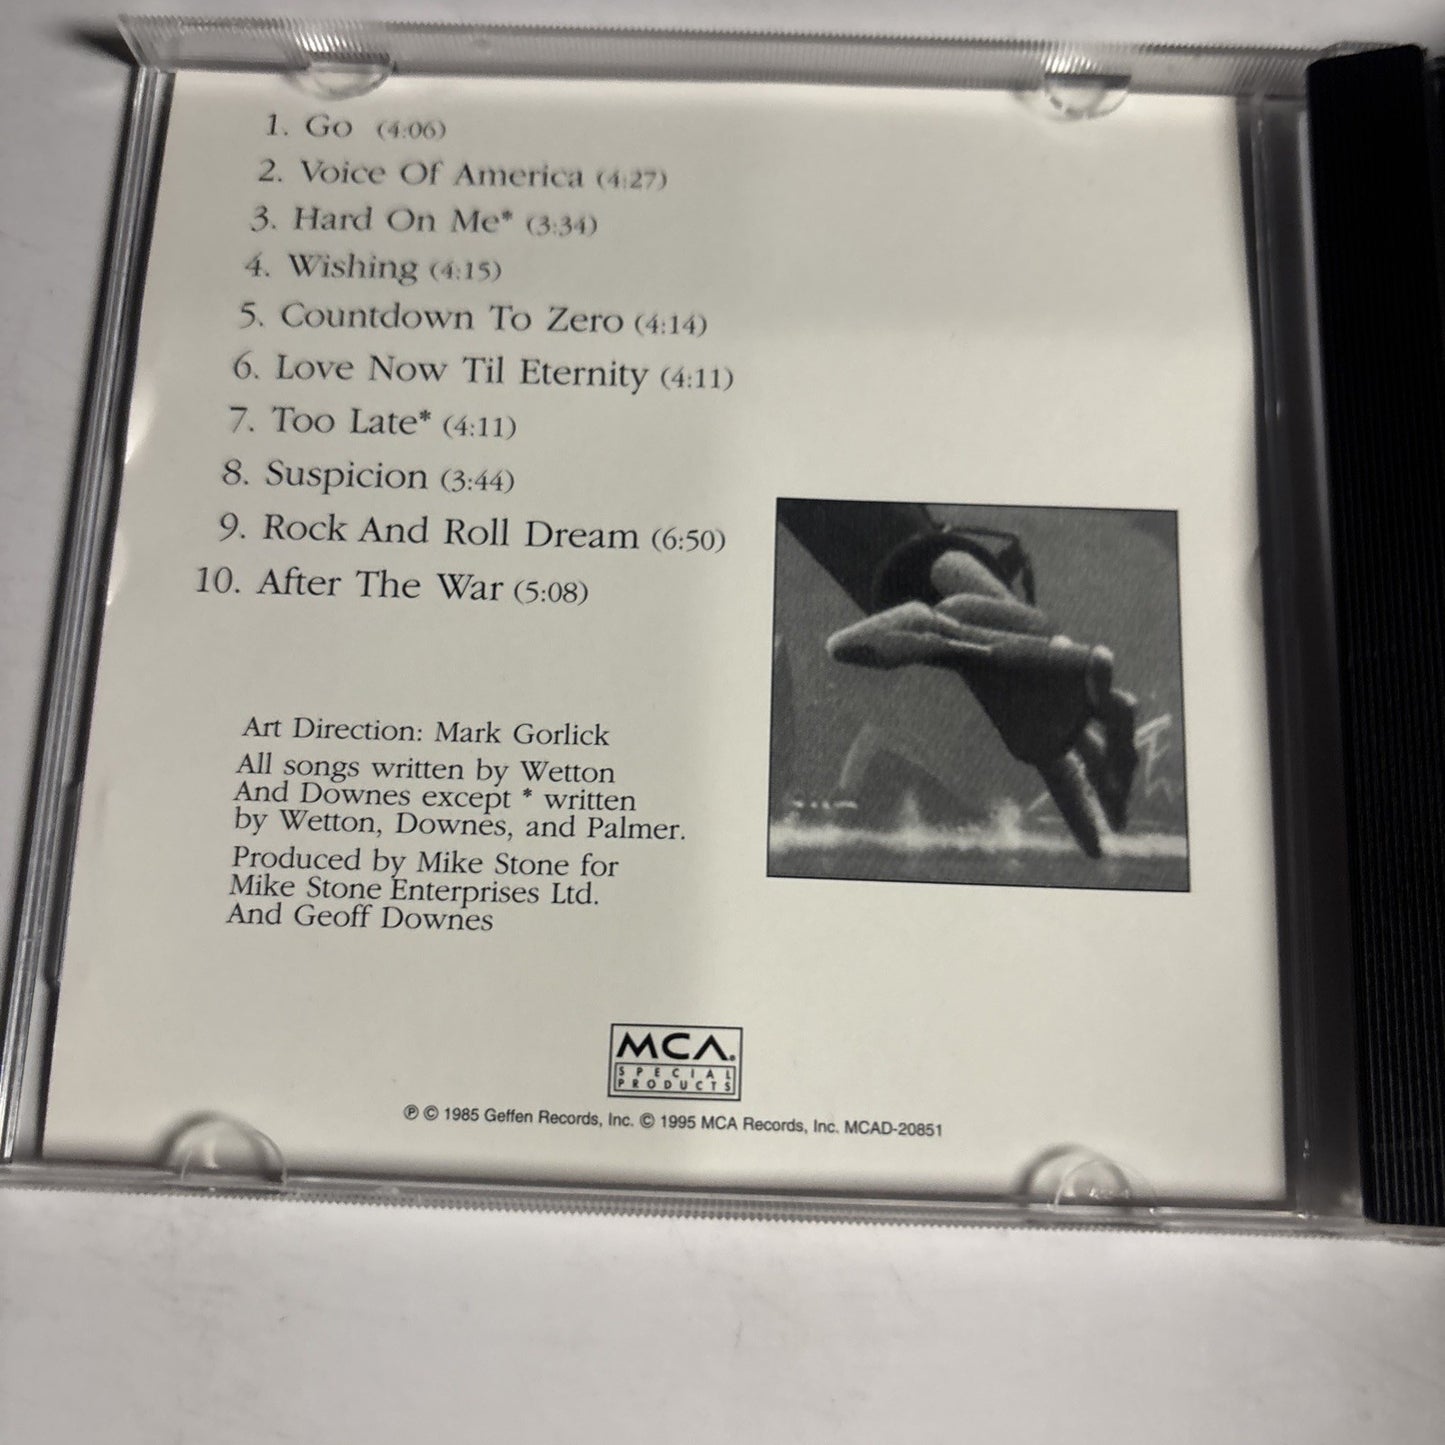 1. Go (4:06)
2. Voice Of America (4:27)
3. Hard On Me* (3:34)
4. Wishing (4:15)
5. Countdown To Zero (4:14)
6. Love Now Til Eternity (4:11)
7. Too Late* (4:11)
8. Suspicion (3:44)
9. Rock And Roll Dream (6:50)
10. After The War (5:08)
Art Direction: Mark Gorlick
All songs written by Wetton
And Downes except * written
by Wetton, Downes, and Palmer.
Produced by Mike Stone for
Mike Stone Enterprises Ltd.
And Geoff Downes
MCA®
SPECIAL
PRODUCTS
℗ © 1985 Geffen Records, Inc. © 1995 MCA Records, Inc. MCAD-20851